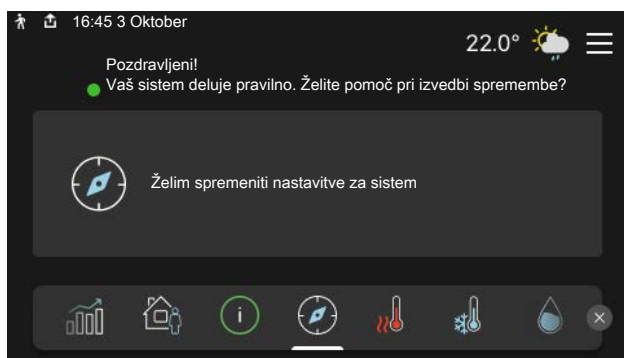 16:45 3 Oktober
22.0°
Pozdravljeni!
Vaš sistem deluje pravilno. Želite pomoč pri izvedbi spremembe?
Želim spremeniti nastavitve za sistem
i